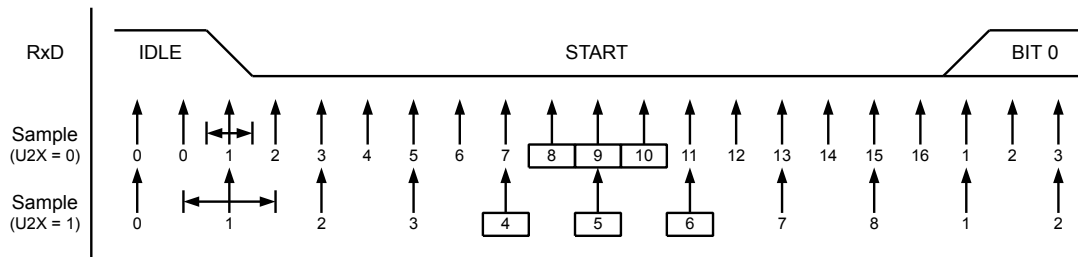 RxD IDLE START BIT 0
Sample
(U2X = 0) 0 0 1 2 3 4 5 6 7 8 9 10 11 12 13 14 15 16 1 2 3
Sample
(U2X = 1) 0 1 2 3 4 5 6 7 8 1 2